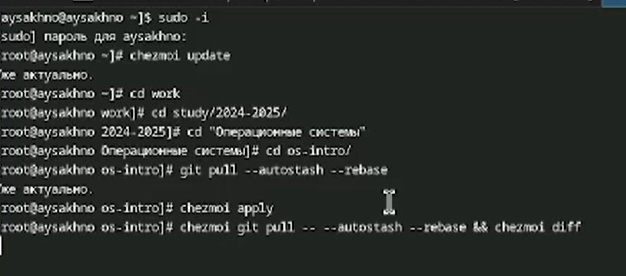 aysakhno@aysakhno ~]$ sudo -i
sudo] пароль для aysakhno:
root@aysakhno ~]# chezmoi update
же актуально.
root@aysakhno ~]# cd work
root@aysakhno work]# cd study/2024-2025/
root@aysakhno 2024-2025]# cd "Операционные системы"
root@aysakhno Операционные системы]# cd os-intro/
root@aysakhno os-intro]# git pull --autostash --rebase
же актуально.
root@aysakhno os-intro]# chezmoi apply
root@aysakhno os-intro]# chezmoi git pull -- --autostash --rebase && chezmoi diff